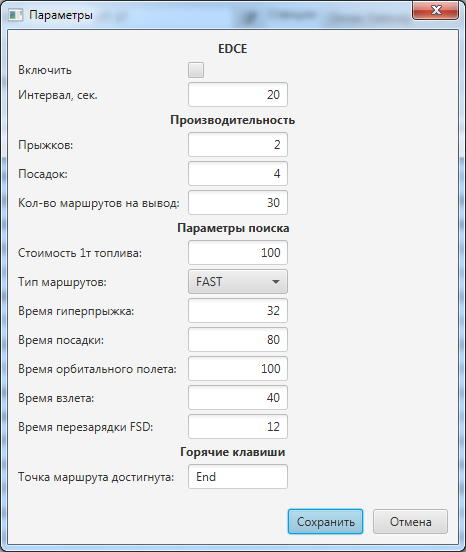 Параметры
EDCE
Включить
Интервал, сек. 20
Производительность
Прыжков: 2
Посадок: 4
Кол-во маршрутов на вывод: 30
Параметры поиска
Стоимость 1т топлива: 100
Тип маршрутов: FAST
Время гиперпрыжка: 32
Время посадки: 80
Время орбитального полета: 100
Время взлета: 40
Время перезарядки FSD: 12
Горячие клавиши
Точка маршрута достигнута: End
Сохранить Отмена